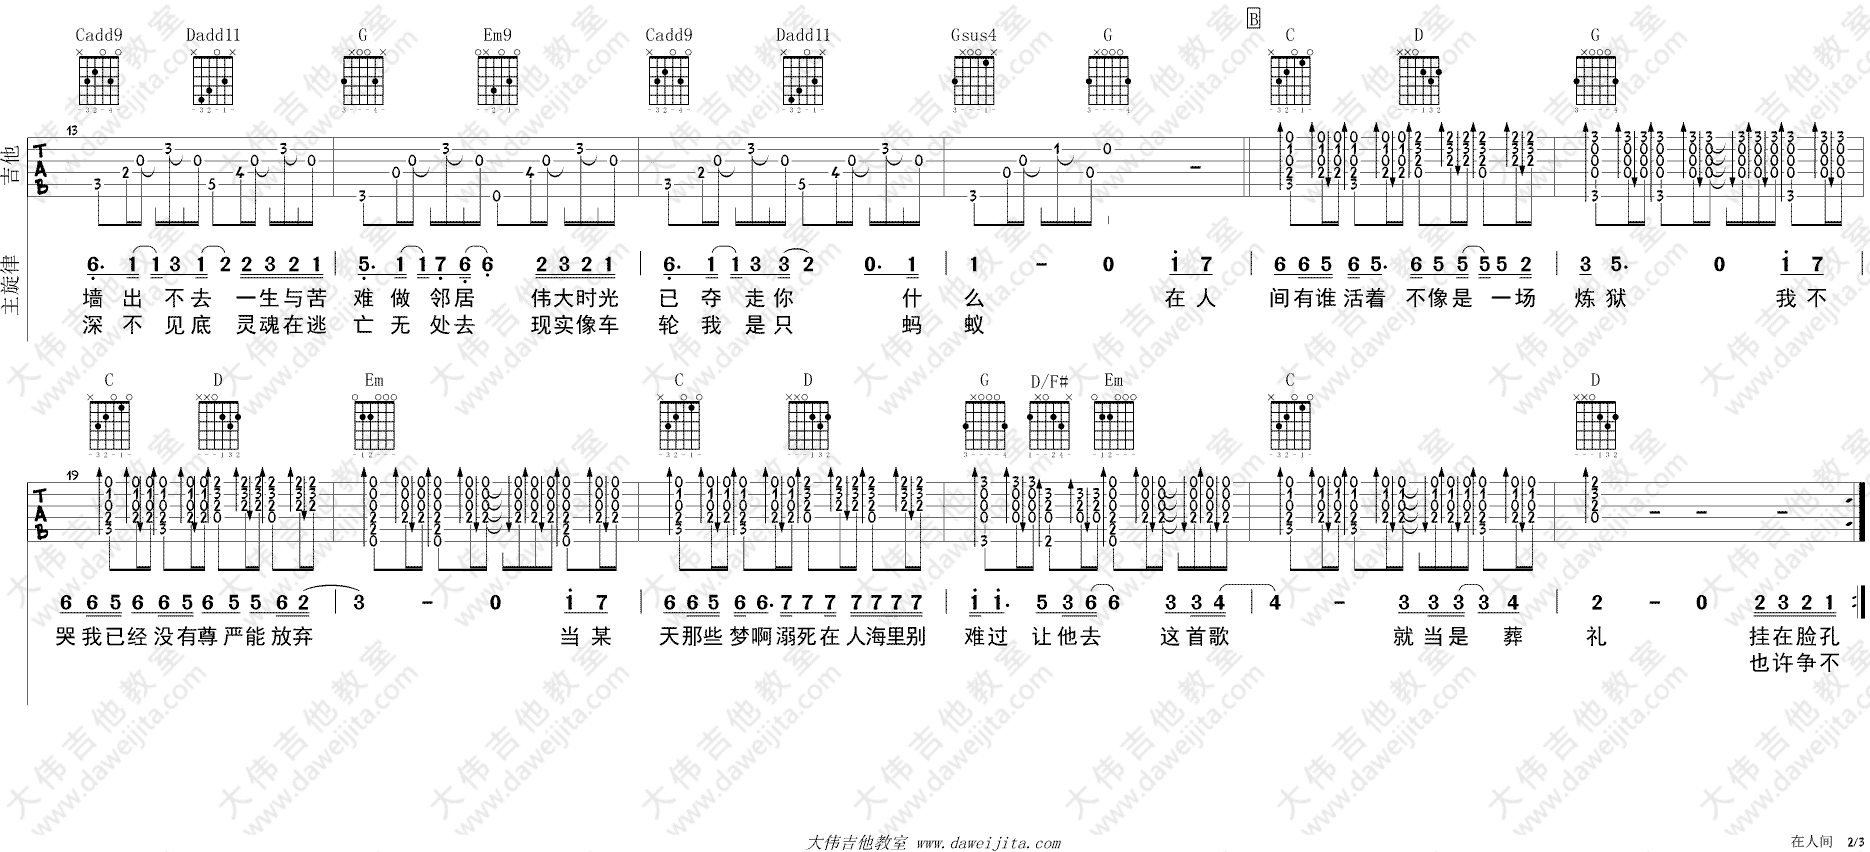 B
Cadd9 Dadd11 G Em9 Cadd9 Dadd11 Gsus4 G C D G
吉他
13
TAB
主旋律
6. 1 1 3 1 2 2 3 2 1 | 5. 1 1 7 6 6 2 3 2 1 | 6. 1 1 3 3 2 0. 1 | 1 - 0 i 7 | 6 6 5 6 5. 6 5 5 5 5 2 | 3 5. 0 i 7 |
墙 出 不 去 一生与苦 难 做 邻居 伟大时光 已 夺 走 你 什 么 在 人 间有谁 活着 不像是 一场 炼 狱 我 不
深 不 见 底 灵魂在逃 亡 无 处 去 现实像车 轮 我 是 只 蚂 蚁
C D Em C D G D/F# Em C D
19
TAB
6 6 5 6 6 5 6 5 5 6 2 | 3 - 0 i 7 | 6 6 5 6 6. 7 7 7 7 7 7 7 | i i. 5 3 6 6 3 3 4 | 4 - 3 3 3 3 4 | 2 - 0 2 3 2 1
哭我已经没有尊严能放弃 当 某 天那些 梦啊溺死在 人海里别 难过 让他去 这首歌 就 当 是 葬 礼 挂在脸孔
也许争不
大伟吉他教室 www.daweijita.com
在人间 2/3
大伟吉他教室
www.daweijita.com